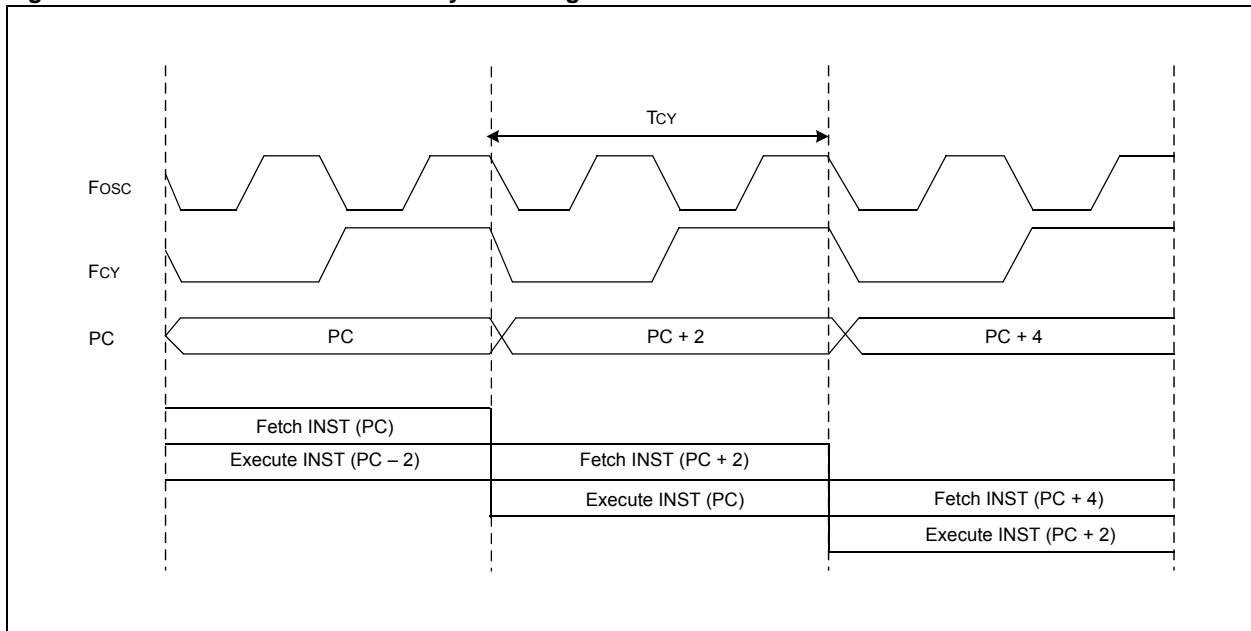 TCY
FOSC
FCY
PC
PC
PC + 2
PC + 4
Fetch INST (PC)
Execute INST (PC – 2)
Fetch INST (PC + 2)
Execute INST (PC)
Fetch INST (PC + 4)
Execute INST (PC + 2)